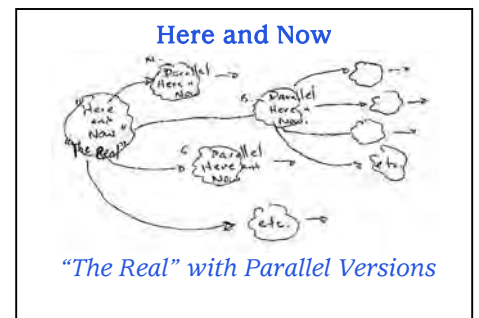 Here and Now
"Here
and
Now"
"The Real"
A.
Parallel
Here &
Now
B.
Parallel
Here &
Now.
etc.
C.
Parallel
Here and
Now
etc.
"The Real" with Parallel Versions